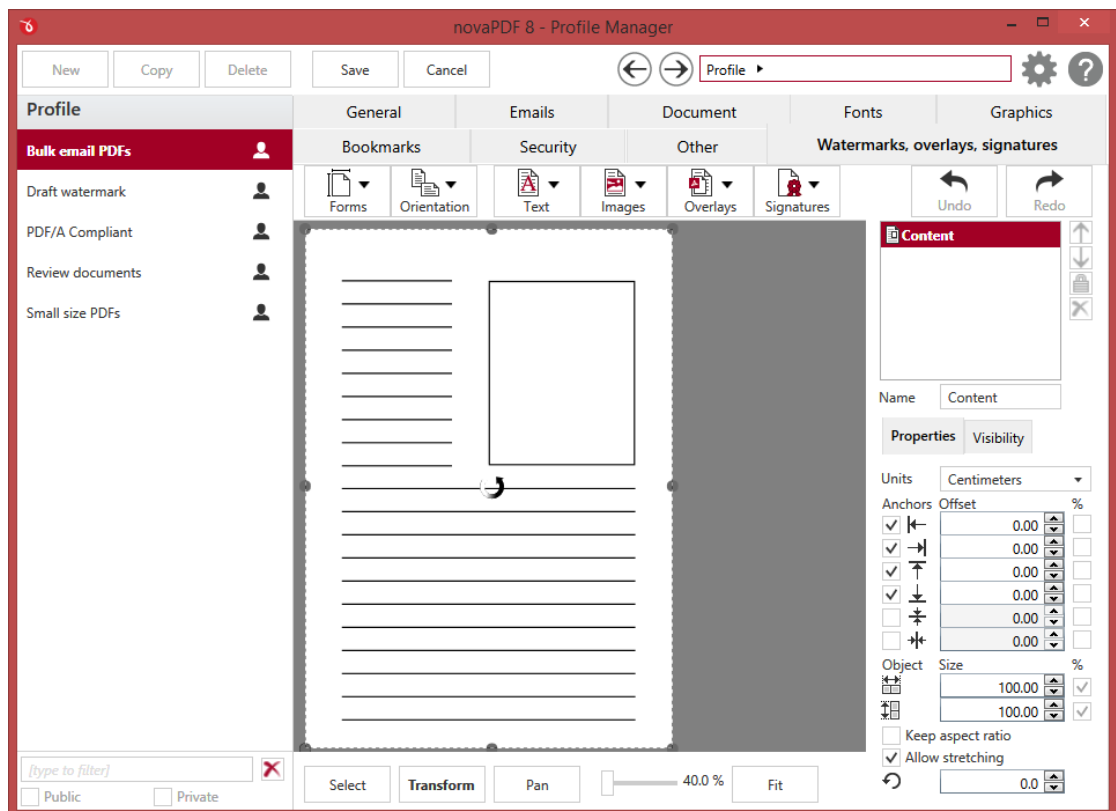 novaPDF 8 - Profile Manager
New Copy Delete Save Cancel Profile
Profile
General Emails Document Fonts Graphics
Bookmarks Security Other Watermarks, overlays, signatures
Bulk email PDFs
Draft watermark
PDF/A Compliant
Review documents
Small size PDFs
Forms Orientation Text Images Overlays Signatures Undo Redo
Content
Name Content
Properties Visibility
Units Centimeters
Anchors Offset %
0.00
0.00
0.00
0.00
0.00
0.00
Object Size %
100.00
100.00
Keep aspect ratio
Allow stretching
0.0
[type to filter]
Public Private
Select Transform Pan 40.0 % Fit